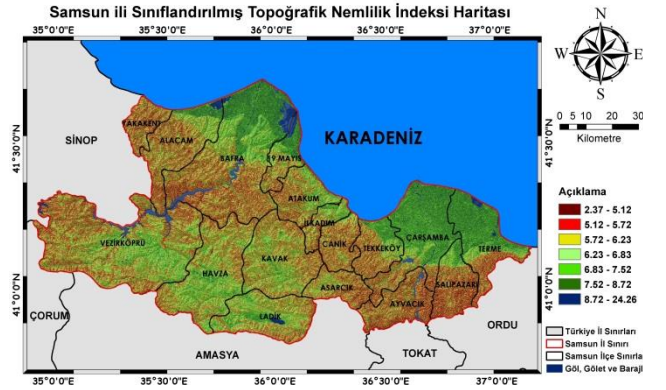 Samsun ili Sınıflandırılmış Topoğrafik Nemlilik İndeksi Haritası
35°0'0"E 35°30'0"E 36°0'0"E 36°30'0"E 37°0'0"E
N
W E
S
0 5 10 20 30
Kilometre
41°30'0"N
41°0'0"N
SİNOP
KARADENİZ
YAKAKENT
ALAÇAM
BAFRA
19 MAYIS
ATAKUM
İLKADIM
CANİK
TEKKEKÖY
ÇARŞAMBA
TERME
VEZİRKÖPRÜ
HAVZA
KAVAK
ASARCIK
AYVACIK
SALIPAZARI
LADİK
ÇORUM
AMASYA
TOKAT
ORDU
Açıklama
2.37 - 5.12
5.12 - 5.72
5.72 - 6.23
6.23 - 6.83
6.83 - 7.52
7.52 - 8.72
8.72 - 24.26
Türkiye İl Sınırları
Samsun İl Sınırı
Samsun İlçe Sınırla
Göl, Gölet ve Barajl
41°30'0"N
41°0'0"N
35°0'0"E 35°30'0"E 36°0'0"E 36°30'0"E 37°0'0"E